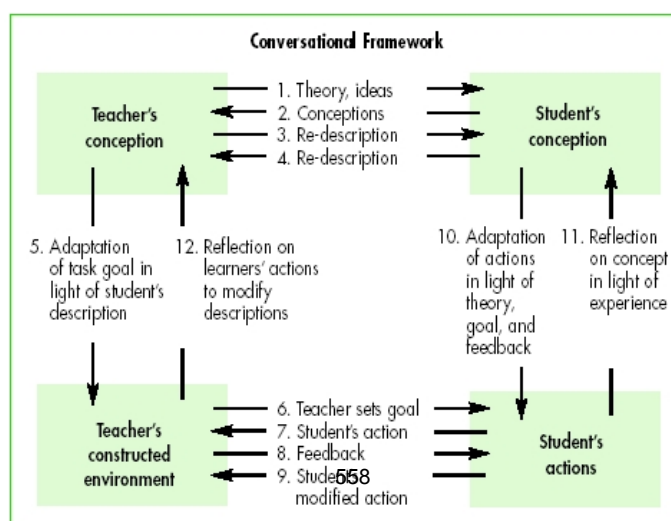 Conversational Framework
Teacher's
conception
1. Theory, ideas
2. Conceptions
3. Re-description
4. Re-description
Student's
conception
5. Adaptation
of task goal in
light of student's
description
12. Reflection on
learners' actions
to modify
descriptions
10. Adaptation
of actions
in light of
theory,
goal, and
feedback
11. Reflection
on concept
in light of
experience
Teacher's
constructed
environment
6. Teacher sets goal
7. Student's action
8. Feedback
9. 558
modified action
Student's
actions